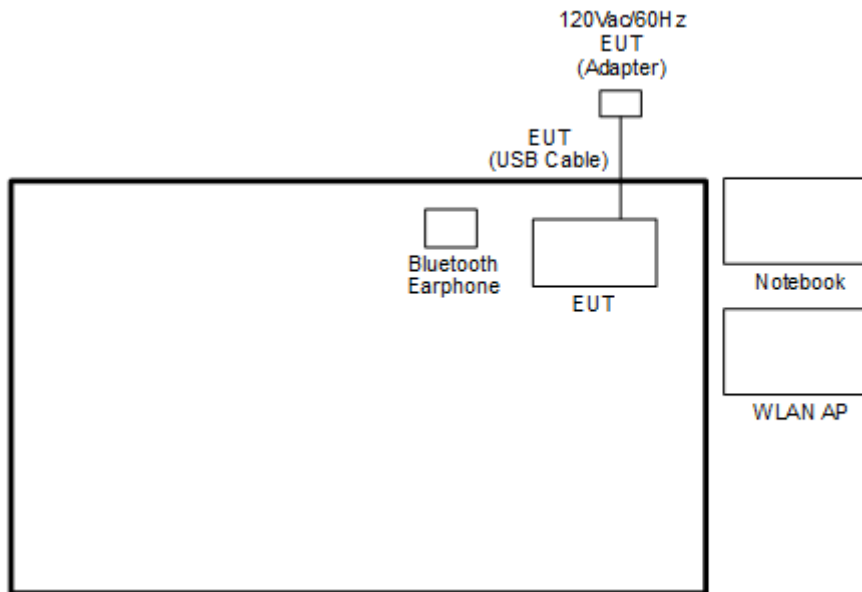 120Vac/60Hz
EUT
(Adapter)
EUT
(USB Cable)
Bluetooth
Earphone
EUT
Notebook
WLAN AP